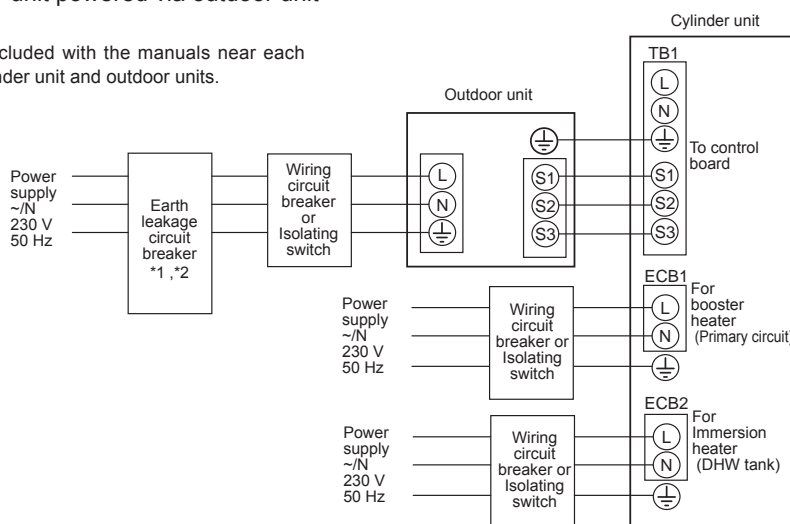 unit powered via outdoor unit
cluded with the manuals near each
nder unit and outdoor units.
Cylinder unit
TB1
L
N
To control
board
S1
S2
S3
Outdoor unit
L
N
S1
S2
S3
Power
supply
~/N
230 V
50 Hz
Earth
leakage
circuit
breaker
*1 ,*2
Wiring
circuit
breaker
or
Isolating
switch
ECB1
For
booster
heater
(Primary circuit)
L
N
Power
supply
~/N
230 V
50 Hz
Wiring
circuit
breaker or
Isolating
switch
ECB2
For
Immersion
heater
(DHW tank)
L
N
Power
supply
~/N
230 V
50 Hz
Wiring
circuit
breaker or
Isolating
switch